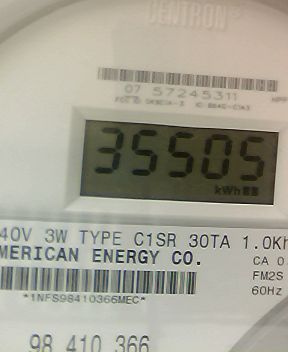 CENTRON®
07 57245311
35505
kWh
40V 3W TYPE C1SR 30TA 1.0Kh
MERICAN ENERGY CO.
CA 0
FM2S
60Hz
*1NFS98410366MEC*
98 410 366